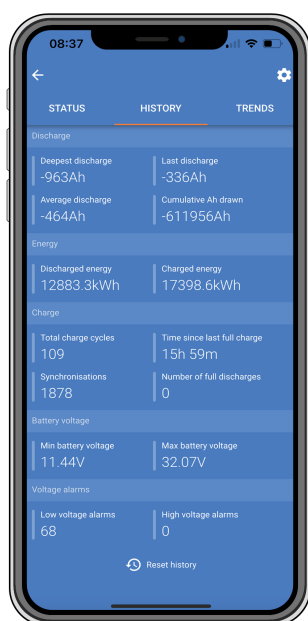 08:37
STATUS HISTORY TRENDS
Discharge
Deepest discharge Last discharge
-963Ah -336Ah
Average discharge Cumulative Ah drawn
-464Ah -611956Ah
Energy
Discharged energy Charged energy
12883.3kWh 17398.6kWh
Charge
Total charge cycles Time since last full charge
109 15h 59m
Synchronisations Number of full discharges
1878 0
Battery voltage
Min battery voltage Max battery voltage
11.44V 32.07V
Voltage alarms
Low voltage alarms High voltage alarms
68 0
Reset history